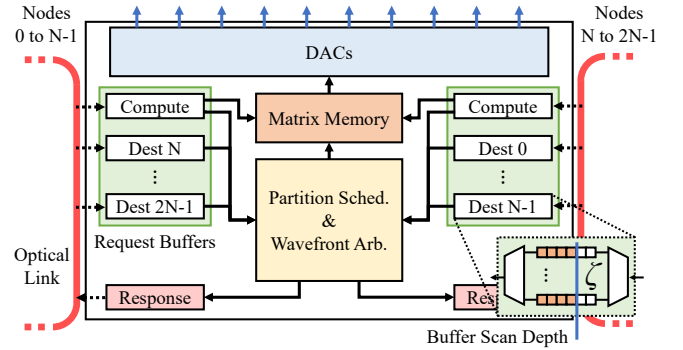 Nodes
0 to N-1
Nodes
N to 2N-1
DACs
Compute
Dest N
⋮
Dest 2N-1
Request Buffers
Matrix Memory
Partition Sched.
&
Wavefront Arb.
Compute
Dest 0
⋮
Dest N-1
Optical
Link
Response
Res
⋮
ζ
Buffer Scan Depth